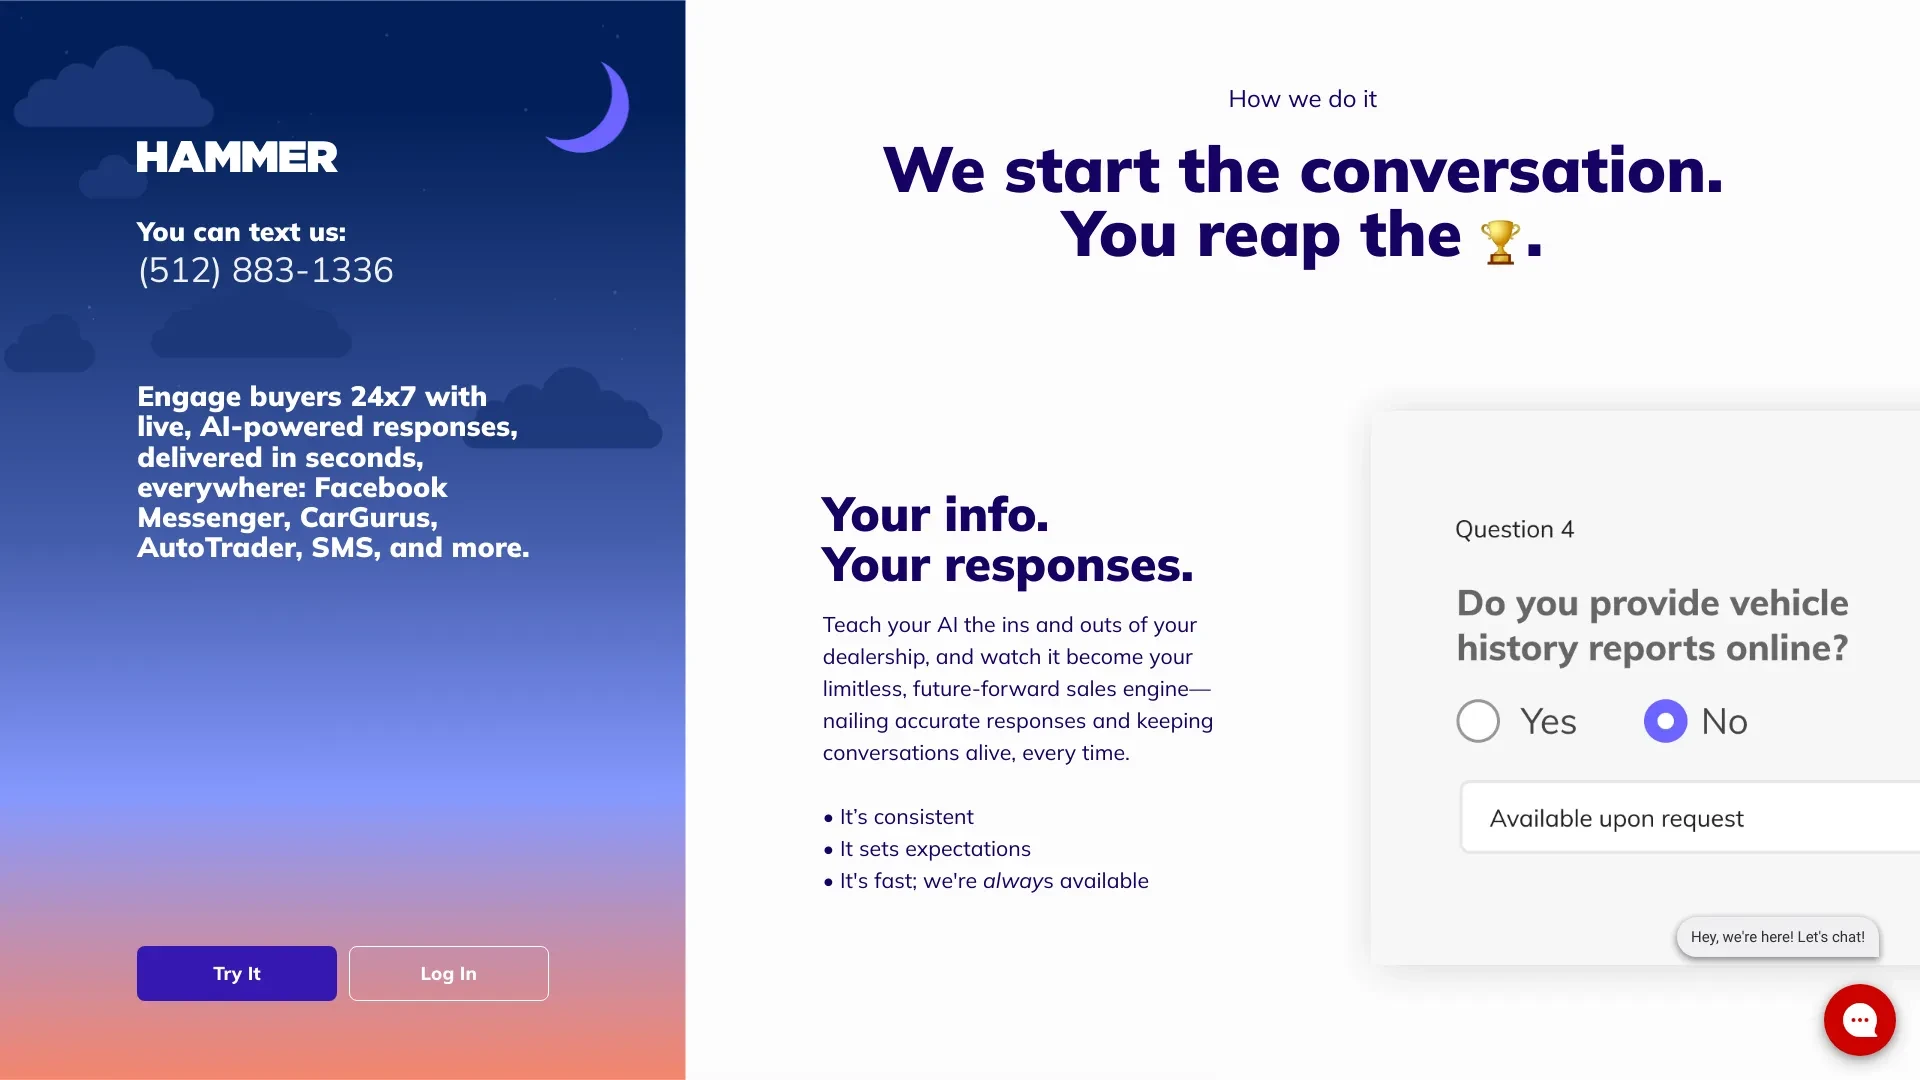 HAMMER
You can text us:
(512) 883-1336
Engage buyers 24x7 with
live, AI-powered responses,
delivered in seconds,
everywhere: Facebook
Messenger, CarGurus,
AutoTrader, SMS, and more.
Try It
Log In
How we do it
We start the conversation.
You reap the 🏆.
Your info.
Your responses.
Teach your AI the ins and outs of your
dealership, and watch it become your
limitless, future-forward sales engine—
nailing accurate responses and keeping
conversations alive, every time.
• It’s consistent
• It sets expectations
• It's fast; we're always available
Question 4
Do you provide vehicle
history reports online?
Yes
No
Available upon request
Hey, we're here! Let's chat!